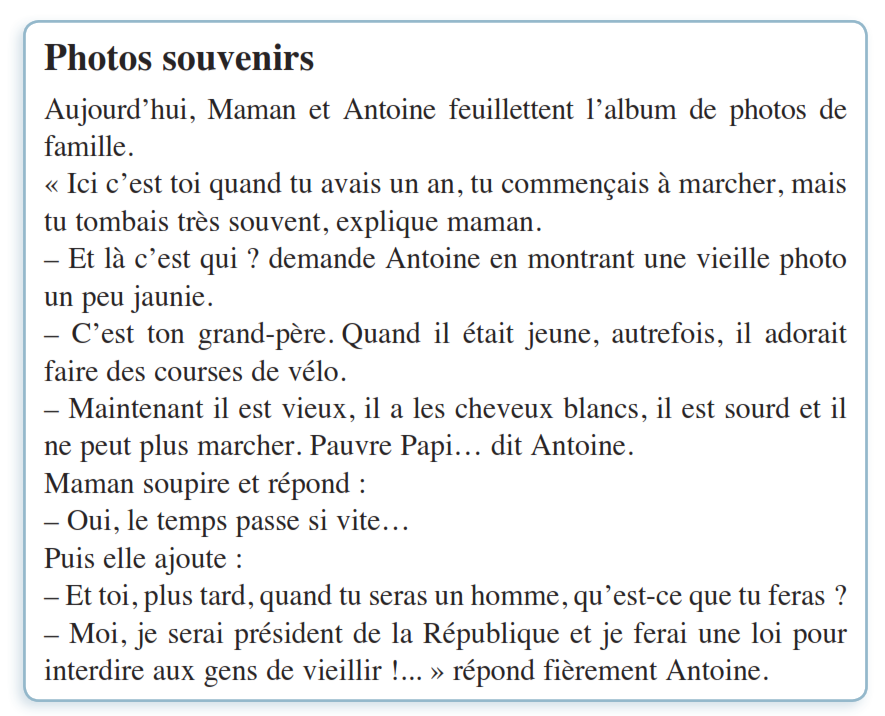 Photos souvenirs
Aujourd’hui, Maman et Antoine feuillettent l’album de photos de
famille.
« Ici c’est toi quand tu avais un an, tu commençais à marcher, mais
tu tombais très souvent, explique maman.
– Et là c’est qui ? demande Antoine en montrant une vieille photo
un peu jaunie.
– C’est ton grand-père. Quand il était jeune, autrefois, il adorait
faire des courses de vélo.
– Maintenant il est vieux, il a les cheveux blancs, il est sourd et il
ne peut plus marcher. Pauvre Papi… dit Antoine.
Maman soupire et répond :
– Oui, le temps passe si vite…
Puis elle ajoute :
– Et toi, plus tard, quand tu seras un homme, qu’est-ce que tu feras ?
– Moi, je serai président de la République et je ferai une loi pour
interdire aux gens de vieillir !... » répond fièrement Antoine.